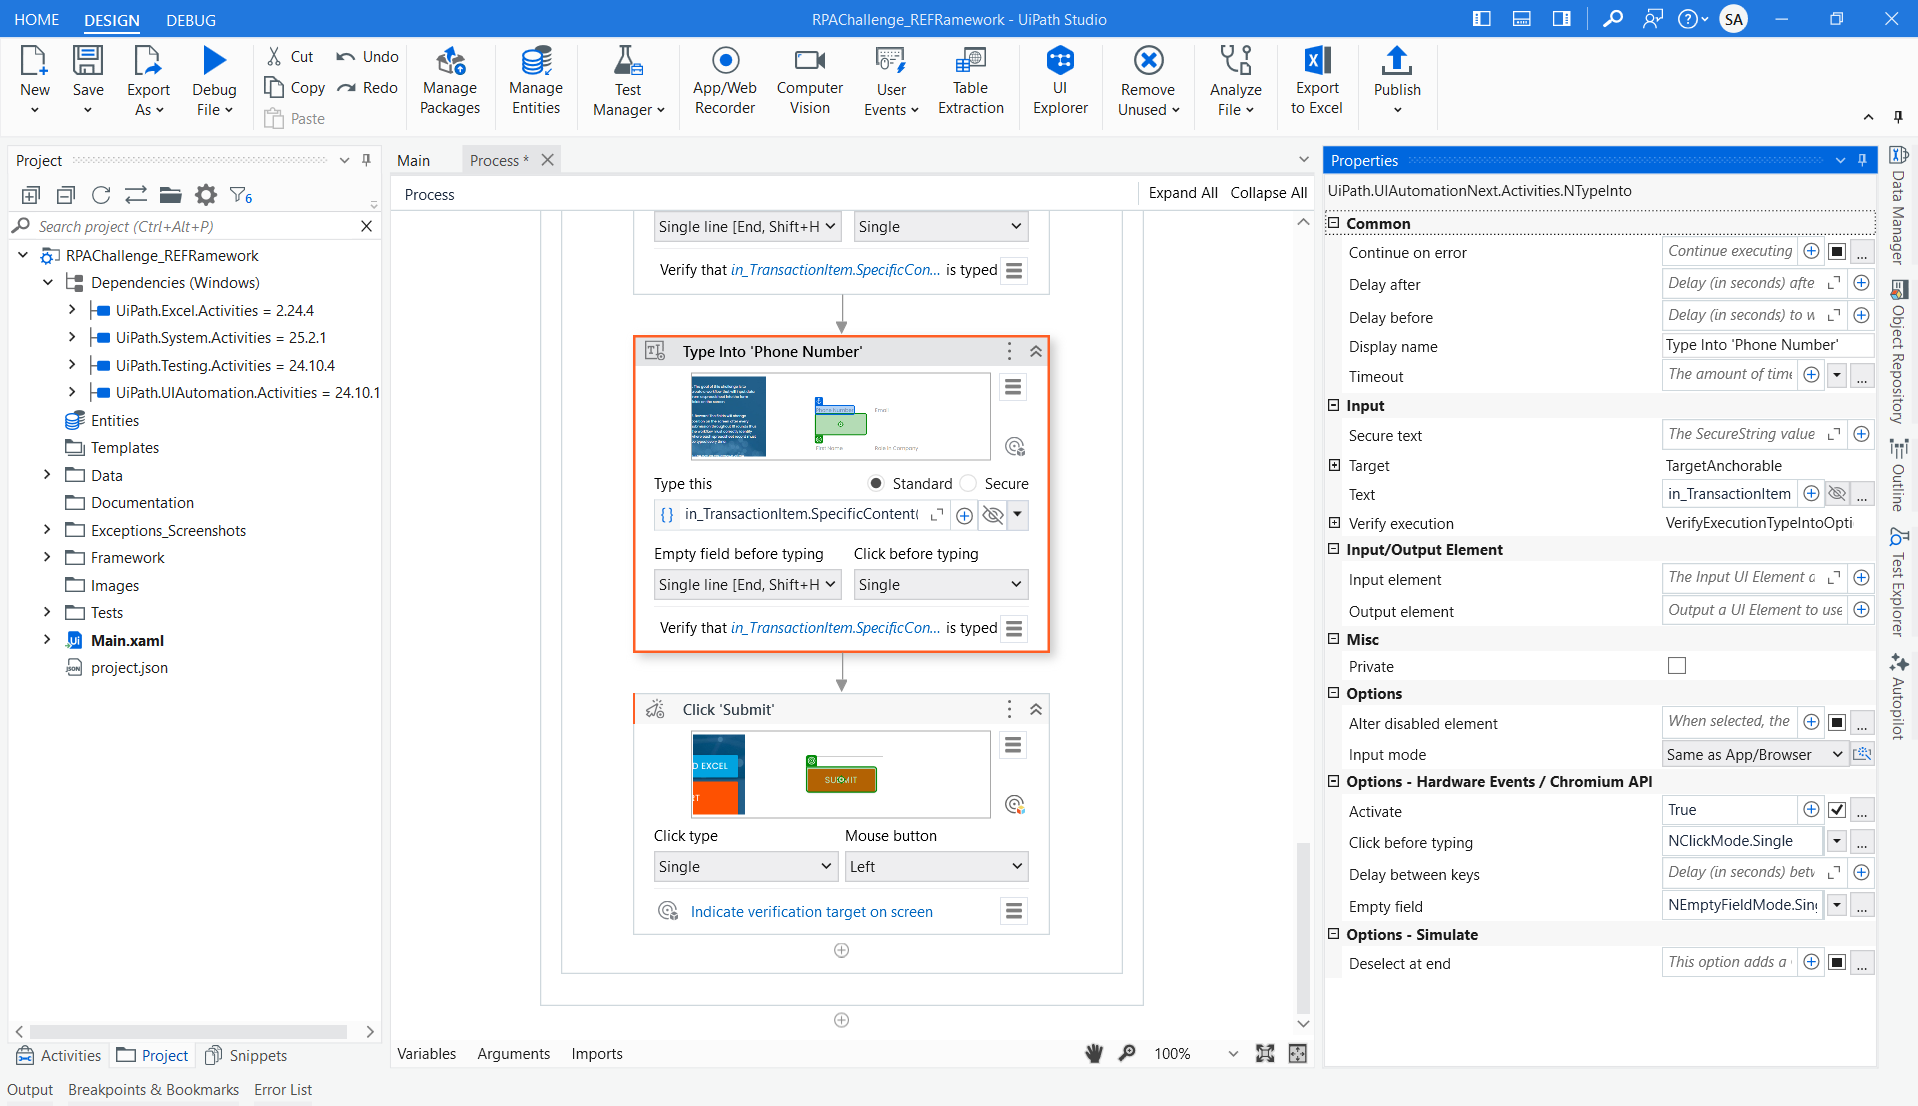 HOME DESIGN DEBUG
RPAChallenge_REFRamework - UiPath Studio
SA
New
Save
Export As
Debug File
Cut
Copy
Paste
Undo
Redo
Manage Packages
Manage Entities
Test Manager
App/Web Recorder
Computer Vision
User Events
Table Extraction
UI Explorer
Remove Unused
Analyze File
Export to Excel
Publish
Project
6
Search project (Ctrl+Alt+P)
RPAChallenge_REFRamework
Dependencies (Windows)
UiPath.Excel.Activities = 2.24.4
UiPath.System.Activities = 25.2.1
UiPath.Testing.Activities = 24.10.4
UiPath.UIAutomation.Activities = 24.10.1
Entities
Templates
Data
Documentation
Exceptions_Screenshots
Framework
Images
Tests
Main.xaml
project.json
Activities Project Snippets
Output Breakpoints & Bookmarks Error List
Main Process *
Process
Expand All Collapse All
Single line [End, Shift+H Single
Verify that in_TransactionItem.SpecificCon... is typed
Type Into 'Phone Number'
Phone Number Email
First Name Role in Company
Type this Standard Secure
in_TransactionItem.SpecificContent(
Empty field before typing Click before typing
Single line [End, Shift+H Single
Verify that in_TransactionItem.SpecificCon... is typed
Click 'Submit'
D EXCEL
RT
SUBMIT
Click type Mouse button
Single Left
Indicate verification target on screen
Variables Arguments Imports
100%
Properties
UiPath.UIAutomationNext.Activities.NTypeInto
Common
Continue on error Continue executing ...
Delay after Delay (in seconds) afte
Delay before Delay (in seconds) to w
Display name Type Into 'Phone Number'
Timeout The amount of time ...
Input
Secure text The SecureString value
Target TargetAnchorable
Text in_TransactionItem ...
Verify execution VerifyExecutionTypeIntoOpti
Input/Output Element
Input element The Input UI Element o
Output element Output a UI Element to use
Misc
Private
Options
Alter disabled element When selected, the ...
Input mode Same as App/Browser
Options - Hardware Events / Chromium API
Activate True ...
Click before typing NClickMode.Single ...
Delay between keys Delay (in seconds) betw
Empty field NEmptyFieldMode.Sing ...
Options - Simulate
Deselect at end This option adds a ...
Data Manager
Object Repository
Outline
Test Explorer
Autopilot